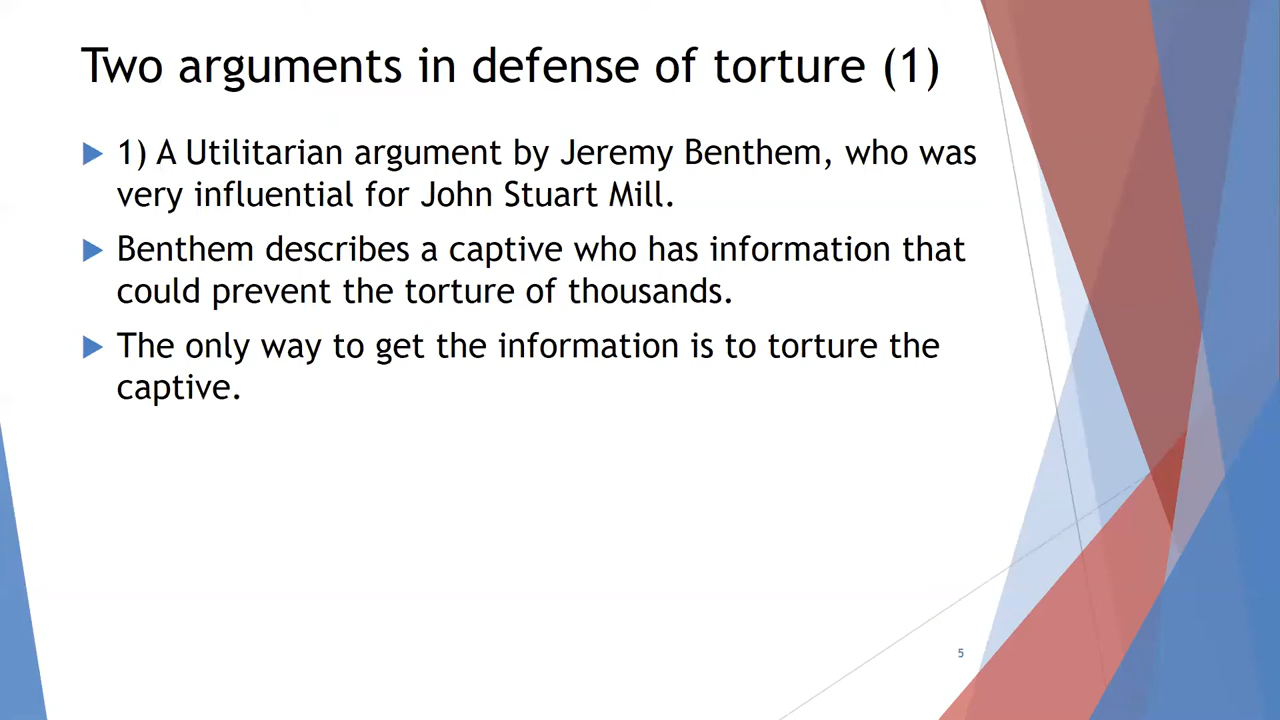 Two arguments in defense of torture (1)
1) A Utilitarian argument by Jeremy Benthem, who was
very influential for John Stuart Mill.
Benthem describes a captive who has information that
could prevent the torture of thousands.
The only way to get the information is to torture the
captive.
5